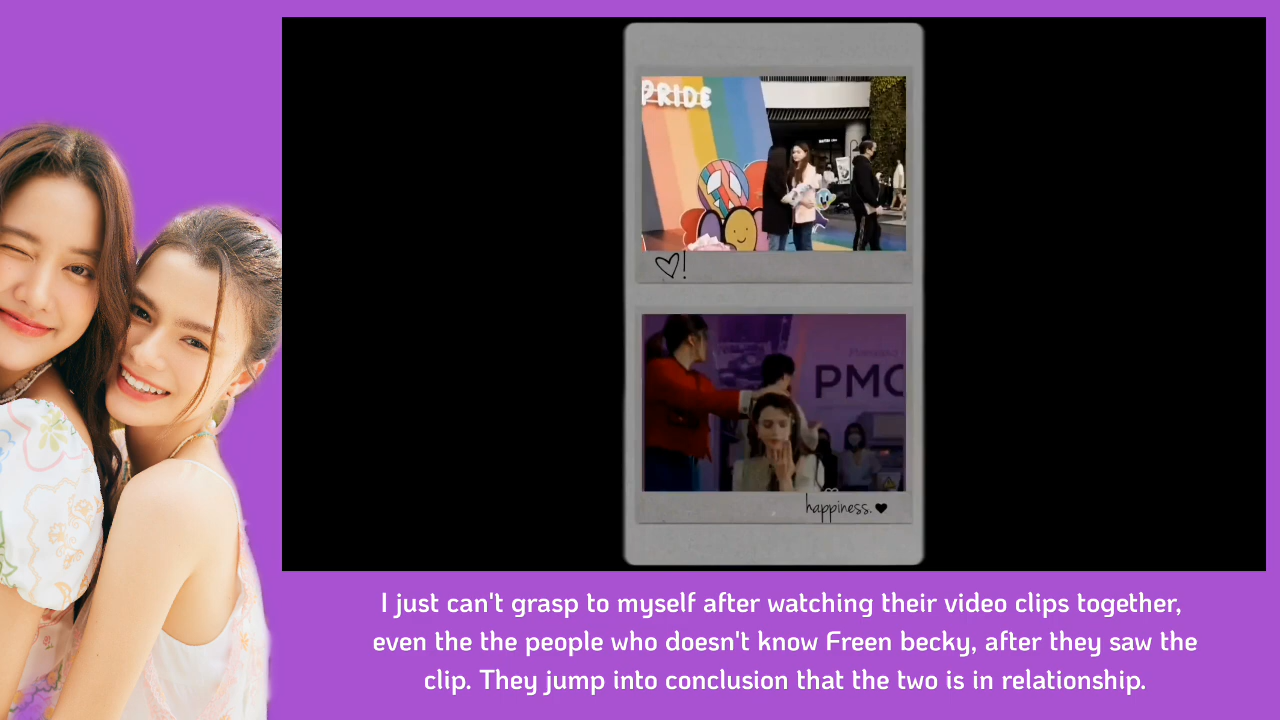 PRIDE
!
PMC
happiness.
I just can't grasp to myself after watching their video clips together,
even the the people who doesn't know Freen becky, after they saw the
clip. They jump into conclusion that the two is in relationship.